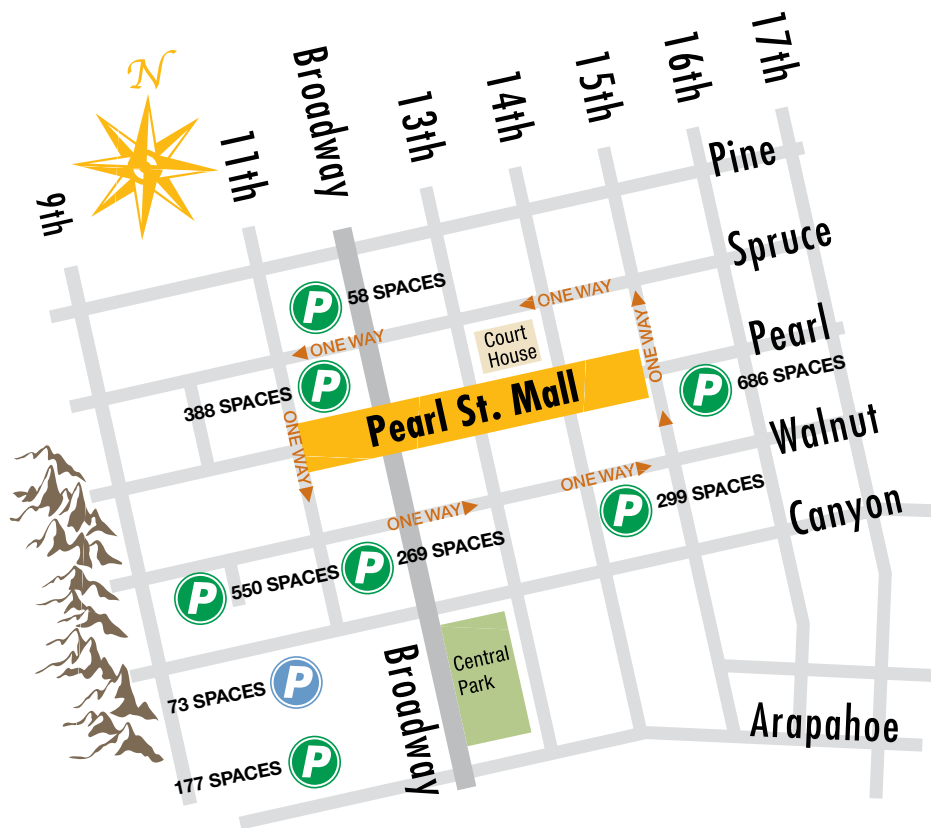 N
Broadway
9th
11th
13th
14th
15th
16th
17th
Pine
Spruce
Pearl
Walnut
Canyon
Arapahoe
P
58 SPACES
ONE WAY
ONE WAY
Court
House
ONE WAY
P
388 SPACES
ONE WAY
Pearl St. Mall
P
686 SPACES
ONE WAY
ONE WAY
P
299 SPACES
P
550 SPACES
P
269 SPACES
P
73 SPACES
Broadway
Central
Park
P
177 SPACES